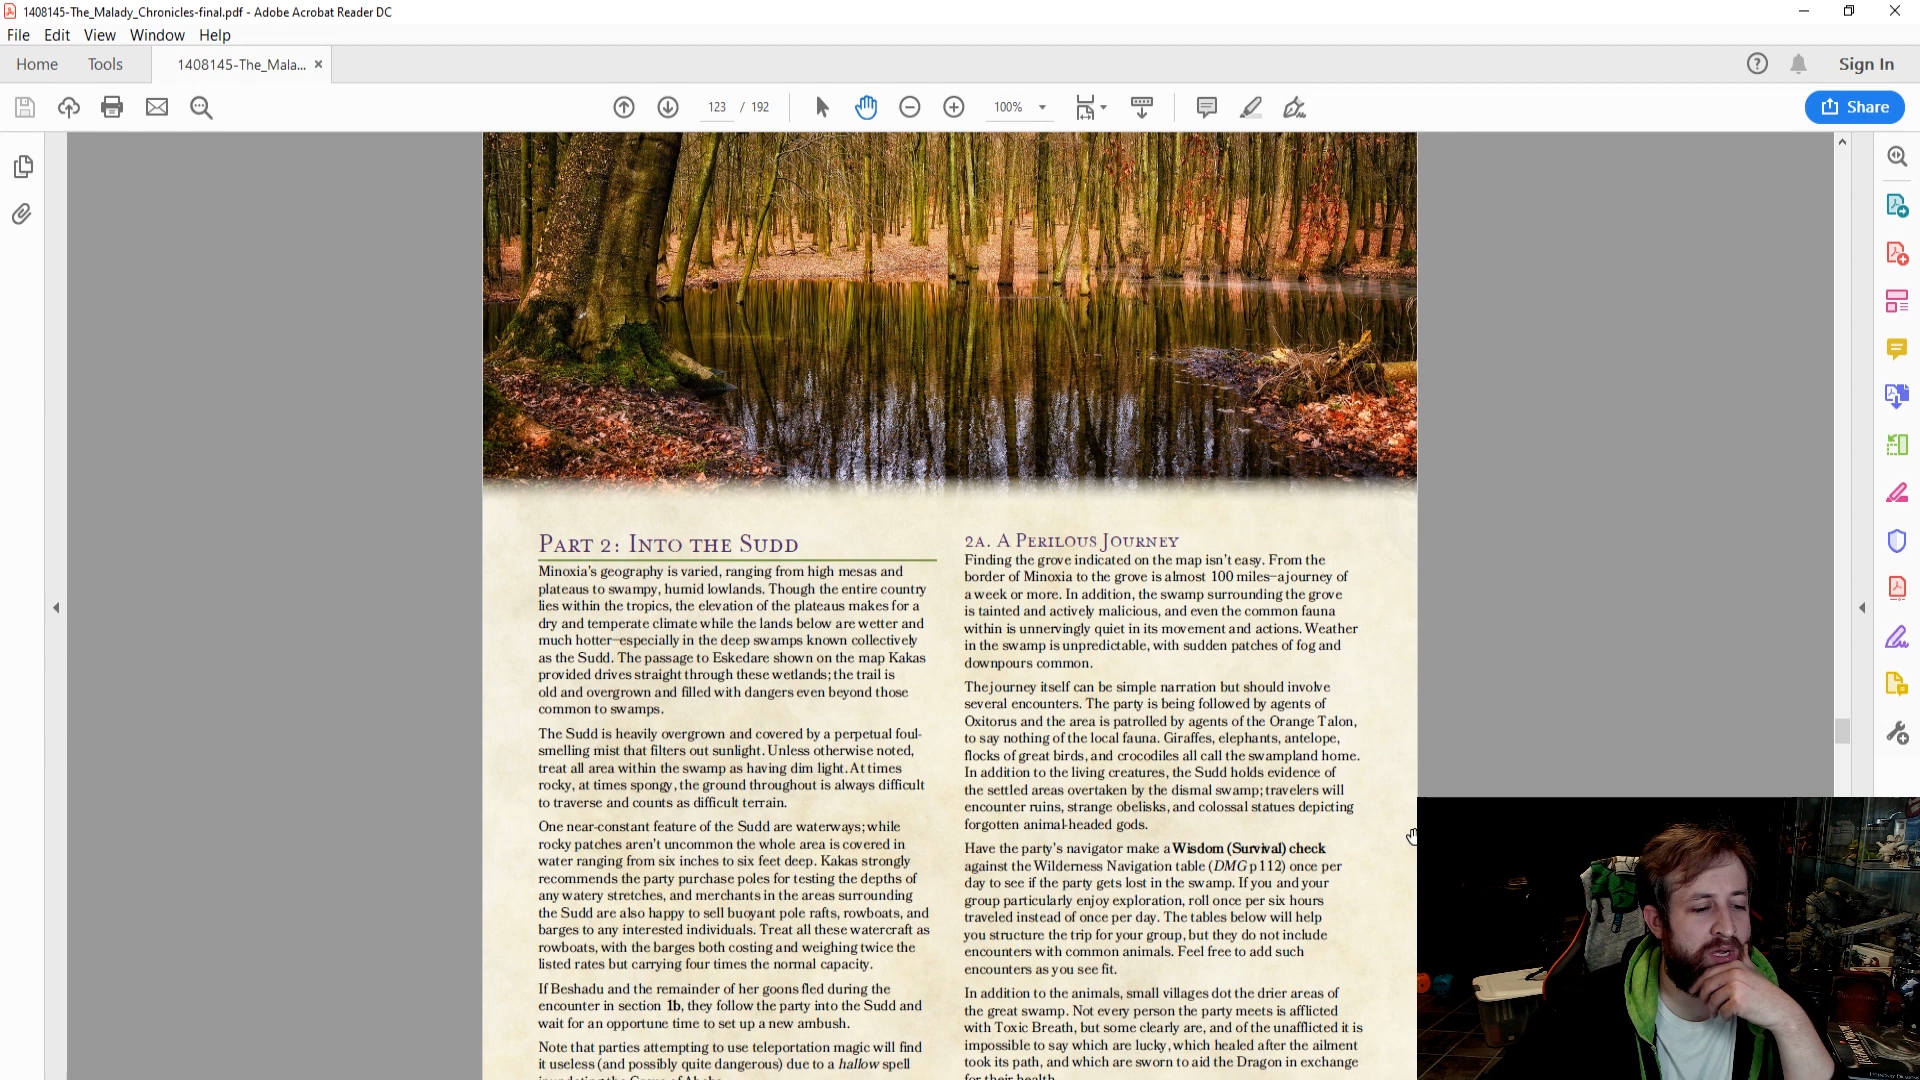 1408145-The_Malady_Chronicles-final.pdf - Adobe Acrobat Reader DC
File Edit View Window Help
Home Tools 1408145-The_Mala... × Sign In
123 / 192 100% Share
PART 2: INTO THE SUDD
Minoxia's geography is varied, ranging from high mesas and
plateaus to swampy, humid lowlands. Though the entire country
lies within the tropics, the elevation of the plateaus makes for a
dry and temperate climate while the lands below are wetter and
much hotter—especially in the deep swamps known collectively
as the Sudd. The passage to Eskedare shown on the map Kakas
provided drives straight through these wetlands; the trail is
old and overgrown and filled with dangers even beyond those
common to swamps.
The Sudd is heavily overgrown and covered by a perpetual foul-
smelling mist that filters out sunlight. Unless otherwise noted,
treat all area within the swamp as having dim light. At times
rocky, at times spongy, the ground throughout is always difficult
to traverse and counts as difficult terrain.
One near-constant feature of the Sudd are waterways; while
rocky patches aren't uncommon the whole area is covered in
water ranging from six inches to six feet deep. Kakas strongly
recommends the party purchase poles for testing the depths of
any watery stretches, and merchants in the areas surrounding
the Sudd are also happy to sell buoyant pole rafts, rowboats, and
barges to any interested individuals. Treat all these watercraft as
rowboats, with the barges both costing and weighing twice the
listed rates but carrying four times the normal capacity.
If Beshadu and the remainder of her goons fled during the
encounter in section 1b, they follow the party into the Sudd and
wait for an opportune time to set up a new ambush.
Note that parties attempting to use teleportation magic will find
it useless (and possibly quite dangerous) due to a hallow spell
2A. A PERILOUS JOURNEY
Finding the grove indicated on the map isn't easy. From the
border of Minoxia to the grove is almost 100 miles—a journey of
a week or more. In addition, the swamp surrounding the grove
is tainted and actively malicious, and even the common fauna
within is unnervingly quiet in its movement and actions. Weather
in the swamp is unpredictable, with sudden patches of fog and
downpours common.
The journey itself can be simple narration but should involve
several encounters. The party is being followed by agents of
Oxitorus and the area is patrolled by agents of the Orange Talon,
to say nothing of the local fauna. Giraffes, elephants, antelope,
flocks of great birds, and crocodiles all call the swampland home.
In addition to the living creatures, the Sudd holds evidence of
the settled areas overtaken by the dismal swamp; travelers will
encounter ruins, strange obelisks, and colossal statues depicting
forgotten animal-headed gods.
Have the party's navigator make a Wisdom (Survival) check
against the Wilderness Navigation table (DMG p112) once per
day to see if the party gets lost in the swamp. If you and your
group particularly enjoy exploration, roll once per six hours
traveled instead of once per day. The tables below will help
you structure the trip for your group, but they do not include
encounters with common animals. Feel free to add such
encounters as you see fit.
In addition to the animals, small villages dot the drier areas of
the great swamp. Not every person the party meets is afflicted
with Toxic Breath, but some clearly are, and of the unafflicted it is
impossible to say which are lucky, which healed after the ailment
took its path, and which are sworn to aid the Dragon in exchange
for their health.